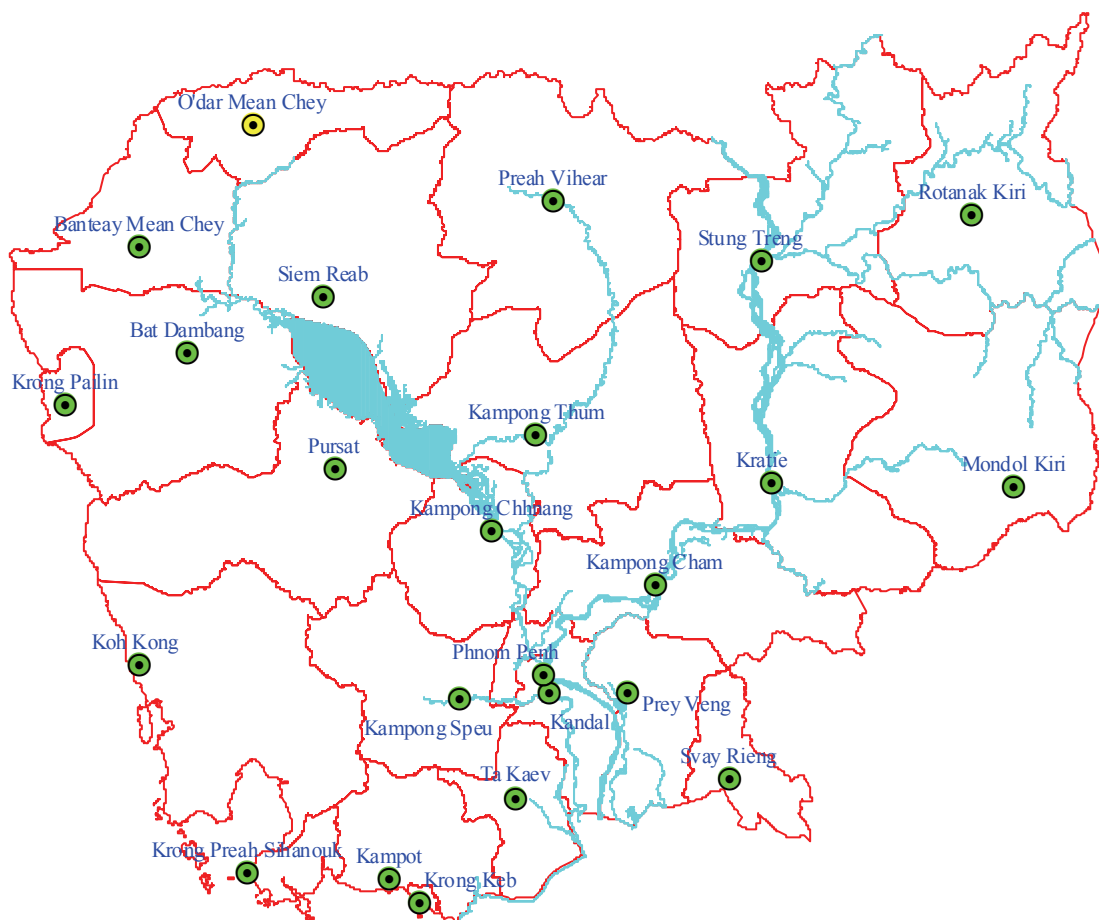 O'dar Mean Chey
Preah Vihear
Rotanak Kiri
Banteay Mean Chey
Stung Treng
Siem Reab
Bat Dambang
Krong Pailin
Kampong Thum
Pursat
Kratie
Mondol Kiri
Kampong Chhnang
Kampong Cham
Koh Kong
Phnom Penh
Prey Veng
Kandal
Kampong Speu
Svay Rieng
Ta Kaev
Krong Preah Sihanouk
Kampot
Krong Keb